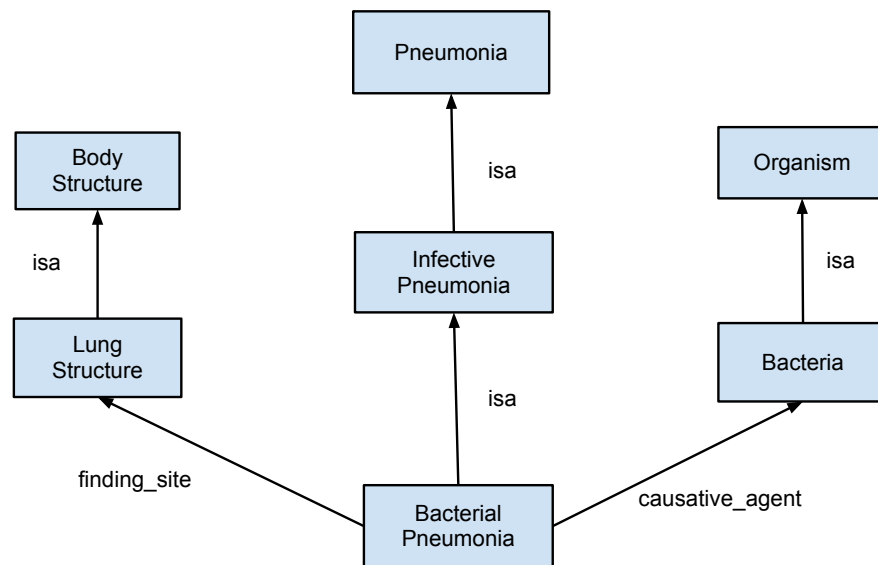 Pneumonia
Body
Structure
Organism
isa
isa
isa
Infective
Pneumonia
Lung
Structure
Bacteria
isa
finding_site
causative_agent
Bacterial
Pneumonia